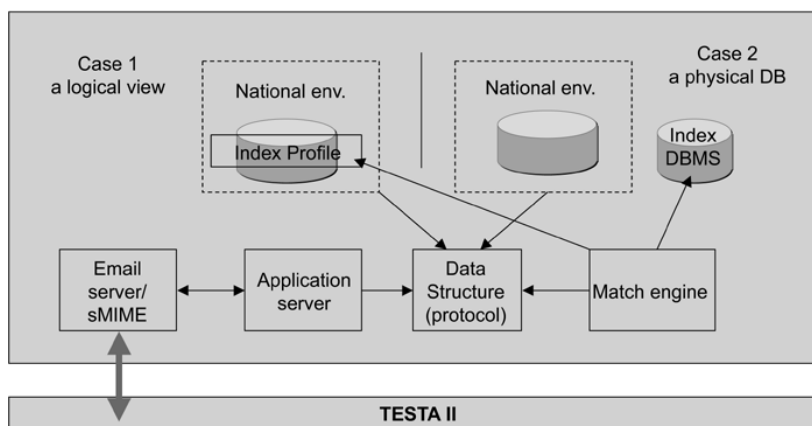 Case 1
a logical view
National env.
Index Profile
National env.
Case 2
a physical DB
Index
DBMS
Email
server/
sMIME
Application
server
Data
Structure
(protocol)
Match engine
TESTA II